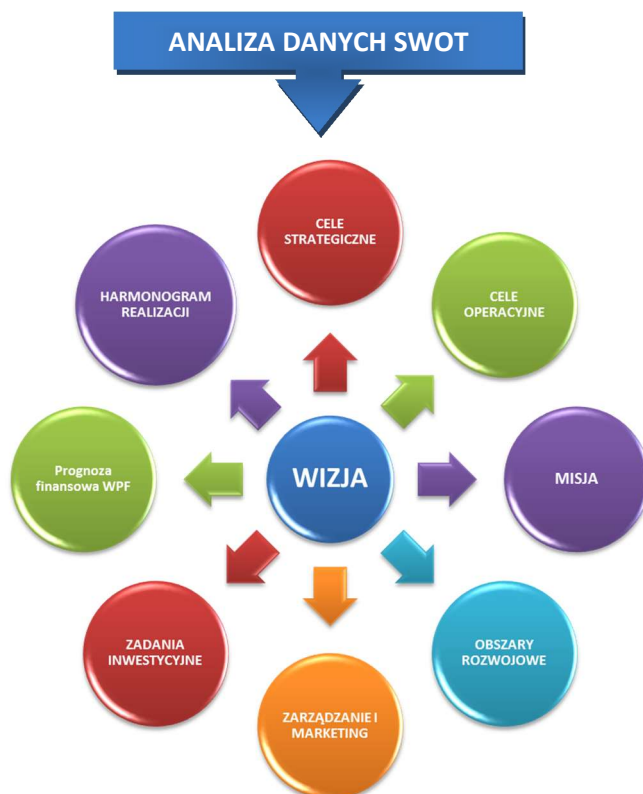 ANALIZA DANYCH SWOT
CELE
STRATEGICZNE
CELE
OPERACYJNE
MISJA
OBSZARY
ROZWOJOWE
ZARZĄDZANIE I
MARKETING
ZADANIA
INWESTYCYJNE
Prognoza
finansowa WPF
HARMONOGRAM
REALIZACJI
WIZJA